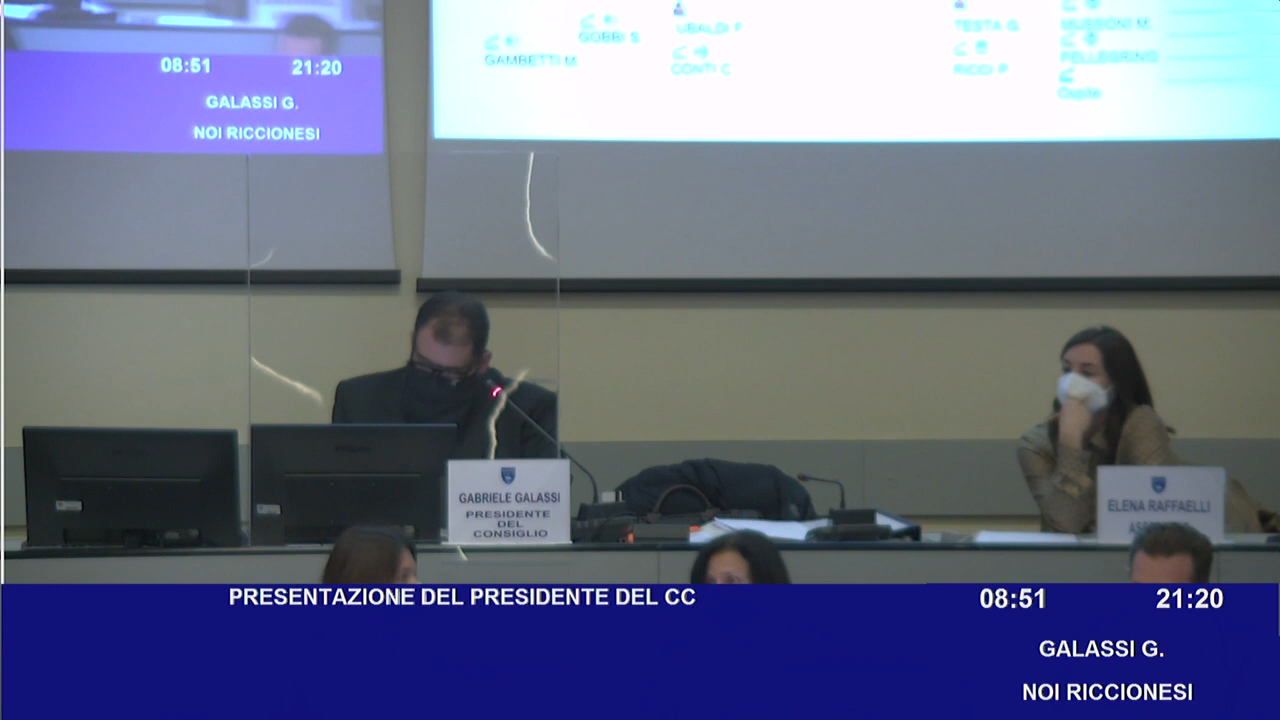 08:51 21:20
GALASSI G.
NOI RICCIONESI
GOBBI S.
GAMBETTI M.
UBALDI F.
CONTI C.
TESTA G.
RICCI P.
MUSSONI M.
PELLEGRINO
Ospite
GABRIELE GALASSI
PRESIDENTE
DEL
CONSIGLIO
ELENA RAFFAELLI
PRESENTAZIONE DEL PRESIDENTE DEL CC
08:51 21:20
GALASSI G.
NOI RICCIONESI